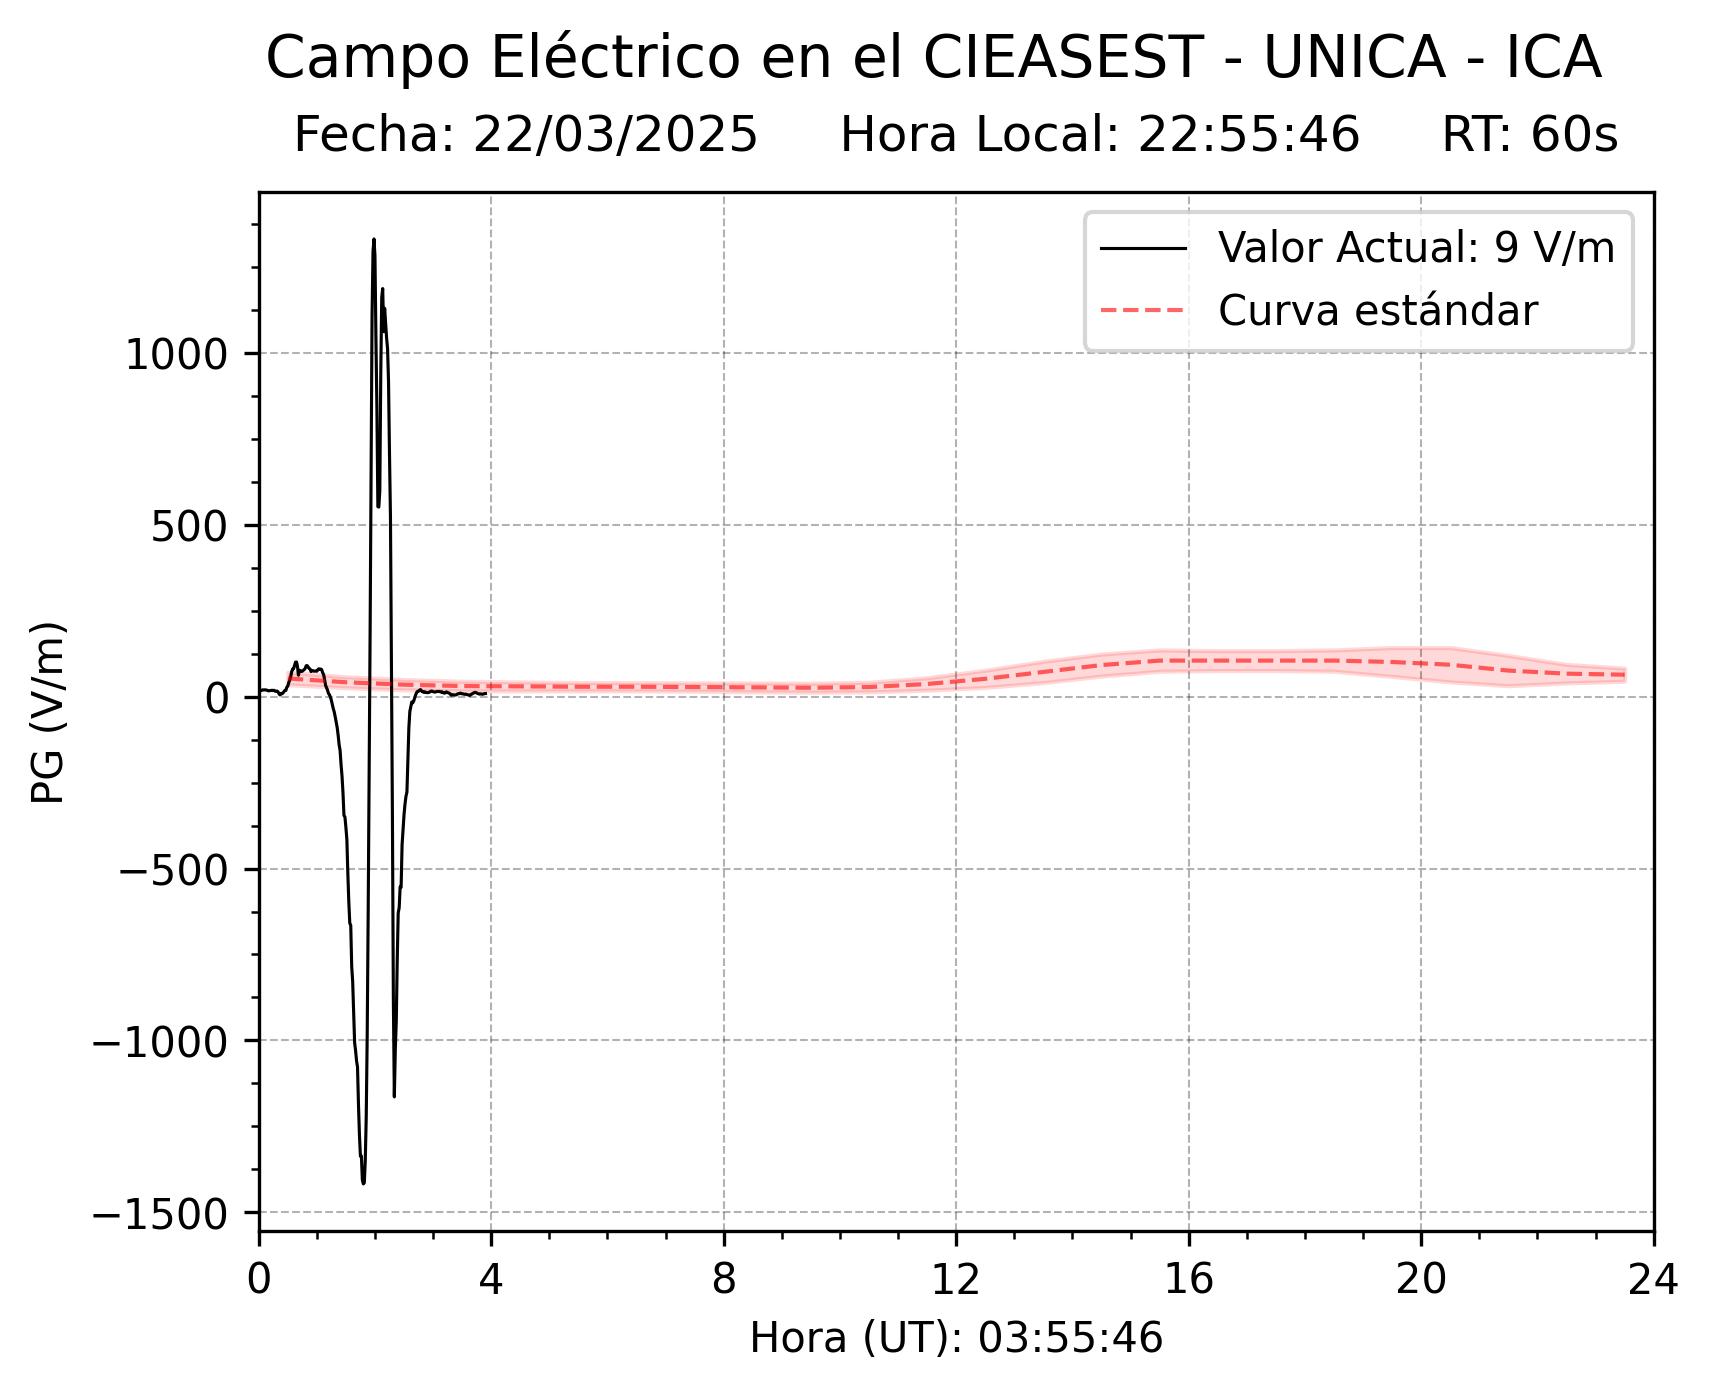 Campo Eléctrico en el CIEASEST - UNICA - ICA
Fecha: 22/03/2025 Hora Local: 22:55:46 RT: 60s
Valor Actual: 9 V/m
Curva estándar
PG (V/m)
1000
500
0
−500
−1000
−1500
0 4 8 12 16 20 24
Hora (UT): 03:55:46